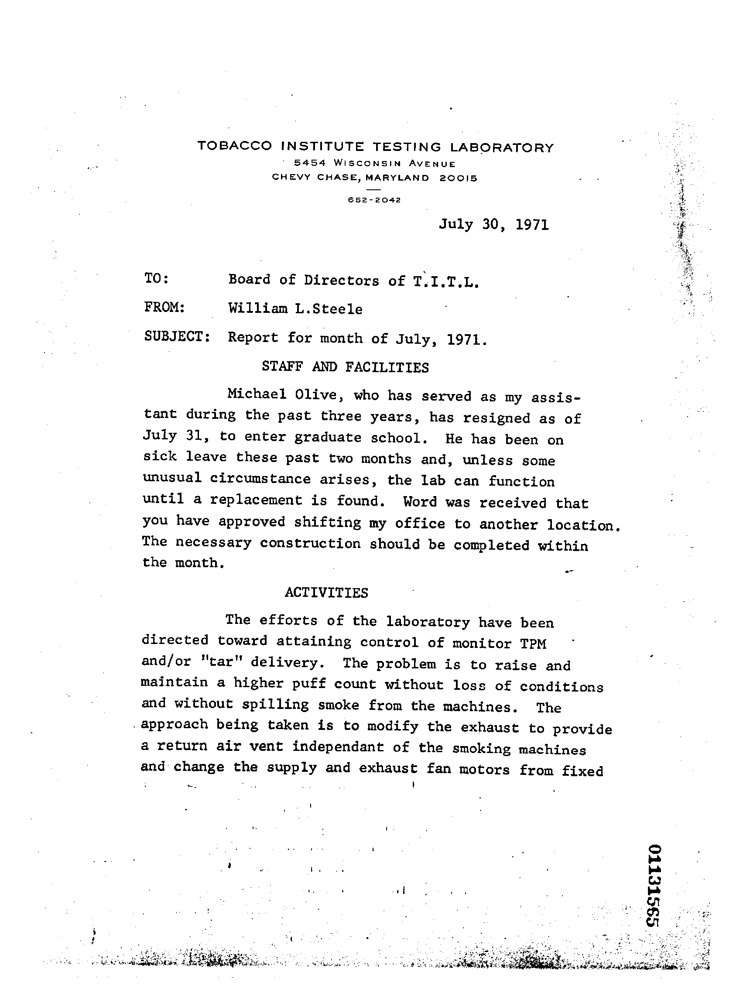 TOBACCO INSTITUTE TESTING LABORATORY
5454 WISCONSIN AVENUE
CHEVY CHASE, MARYLAND 20015
652-2042
July 30, 1971
TO: Board of Directors of T.I.T.L.
FROM: William L.Steele
SUBJECT: Report for month of July, 1971.
STAFF AND FACILITIES
Michael Olive, who has served as my assis-
tant during the past three years, has resigned as of
July 31, to enter graduate school. He has been on
sick leave these past two months and, unless some
unusual circumstance arises, the lab can function
until a replacement is found. Word was received that
you have approved shifting my office to another location.
The necessary construction should be completed within
the month.
ACTIVITIES
The efforts of the laboratory have been
directed toward attaining control of monitor TPM
and/or "tar" delivery. The problem is to raise and
maintain a higher puff count without loss of conditions
and without spilling smoke from the machines. The
approach being taken is to modify the exhaust to provide
a return air vent independant of the smoking machines
and change the supply and exhaust fan motors from fixed
01131565